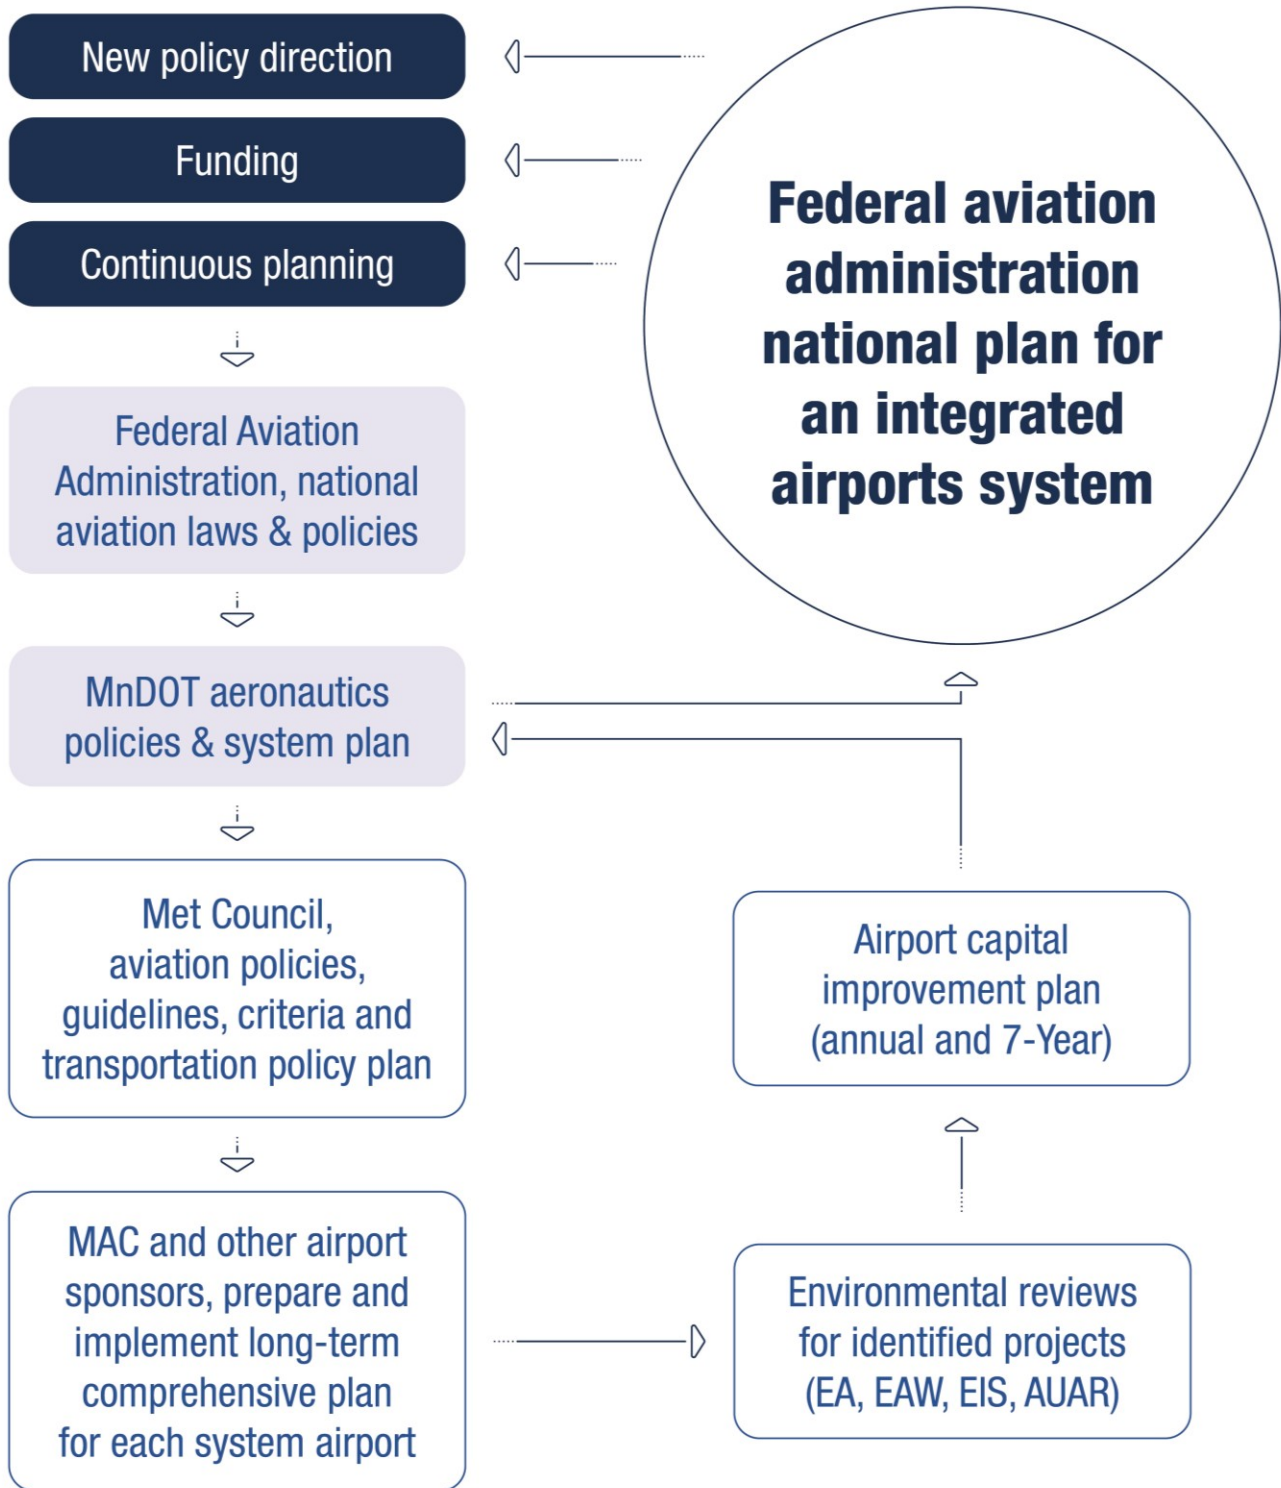 New policy direction
Funding
Continuous planning
Federal aviation
administration
national plan for
an integrated
airports system
Federal Aviation
Administration, national
aviation laws & policies
MnDOT aeronautics
policies & system plan
Met Council,
aviation policies,
guidelines, criteria and
transportation policy plan
MAC and other airport
sponsors, prepare and
implement long-term
comprehensive plan
for each system airport
Environmental reviews
for identified projects
(EA, EAW, EIS, AUAR)
Airport capital
improvement plan
(annual and 7-Year)